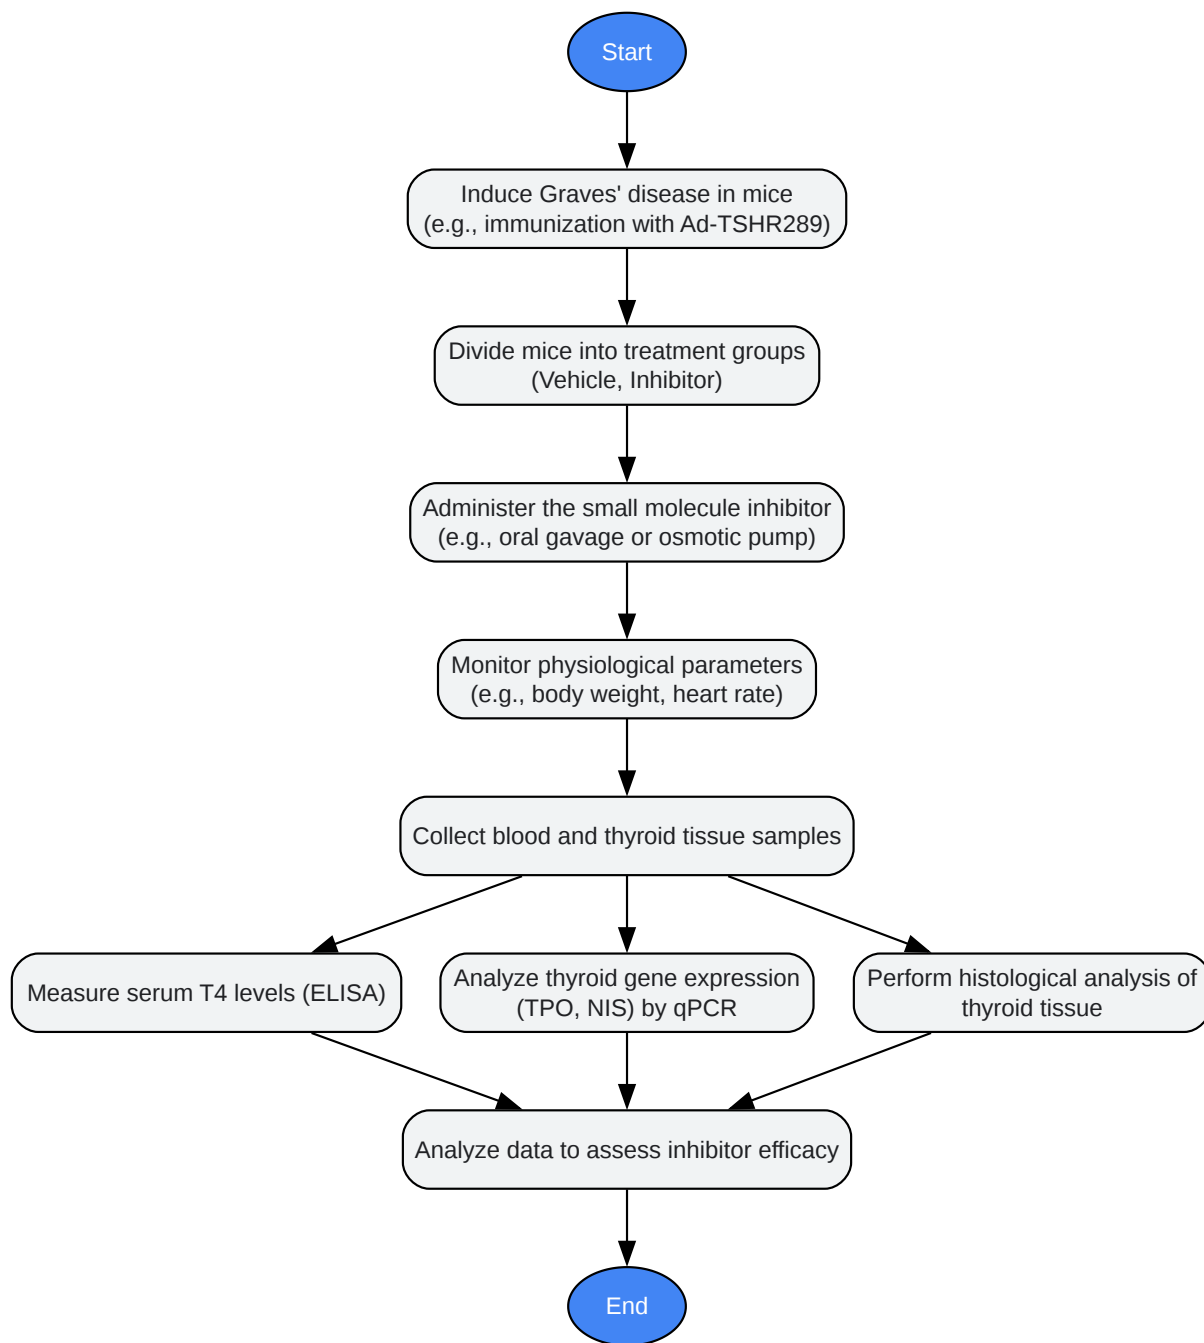 Start
Induce Graves' disease in mice
(e.g., immunization with Ad-TSHR289)
Divide mice into treatment groups
(Vehicle, Inhibitor)
Administer the small molecule inhibitor
(e.g., oral gavage or osmotic pump)
Monitor physiological parameters
(e.g., body weight, heart rate)
Collect blood and thyroid tissue samples
Measure serum T4 levels (ELISA)
Analyze thyroid gene expression
(TPO, NIS) by qPCR
Perform histological analysis of
thyroid tissue
Analyze data to assess inhibitor efficacy
End